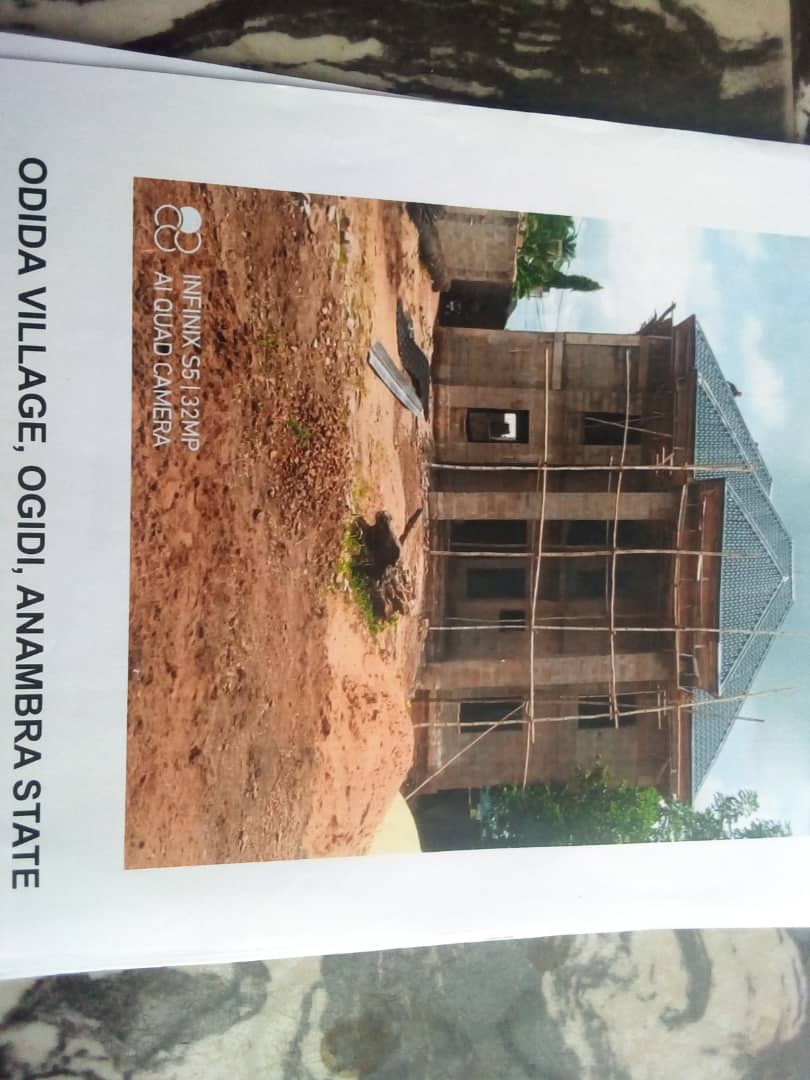 INFINIX S5 | 32MP
AI QUAD CAMERA
ODIDA VILLAGE, OGIDI, ANAMBRA STATE